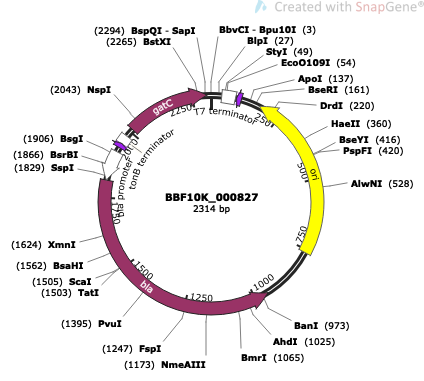 Created with SnapGene®
(2294) BspQI - SapI
(2265) BstXI
BbvCI - Bpu10I (3)
BlpI (27)
StyI (49)
EcoO109I (54)
ApoI (137)
BseRI (161)
DrdI (220)
HaeII (360)
BseYI (416)
PspFI (420)
AlwNI (528)
BanI (973)
AhdI (1025)
BmrI (1065)
(1173) NmeAIII
(1247) FspI
(1395) PvuI
(1503) TatI
(1505) ScaI
(1562) BsaHI
(1624) XmnI
(1829) SspI
(1866) BsrBI
(1906) BsgI
(2043) NspI
gatC
T7 terminator
tonB terminator
bla promoter
ori
bla
250
500
750
1000
1250
1500
2250
BBF10K_000827
2314 bp